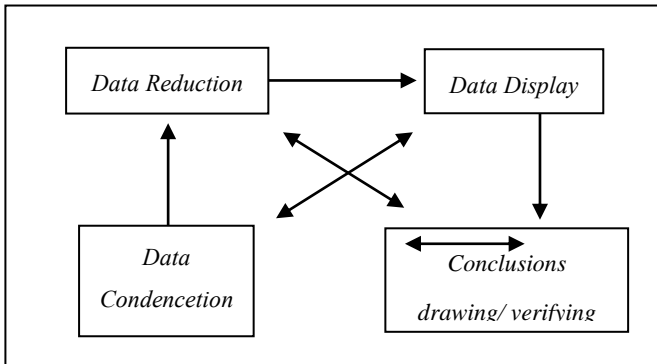 Data Reduction
Data Display
Data
Condencetion
Conclusions
drawing/ verifying